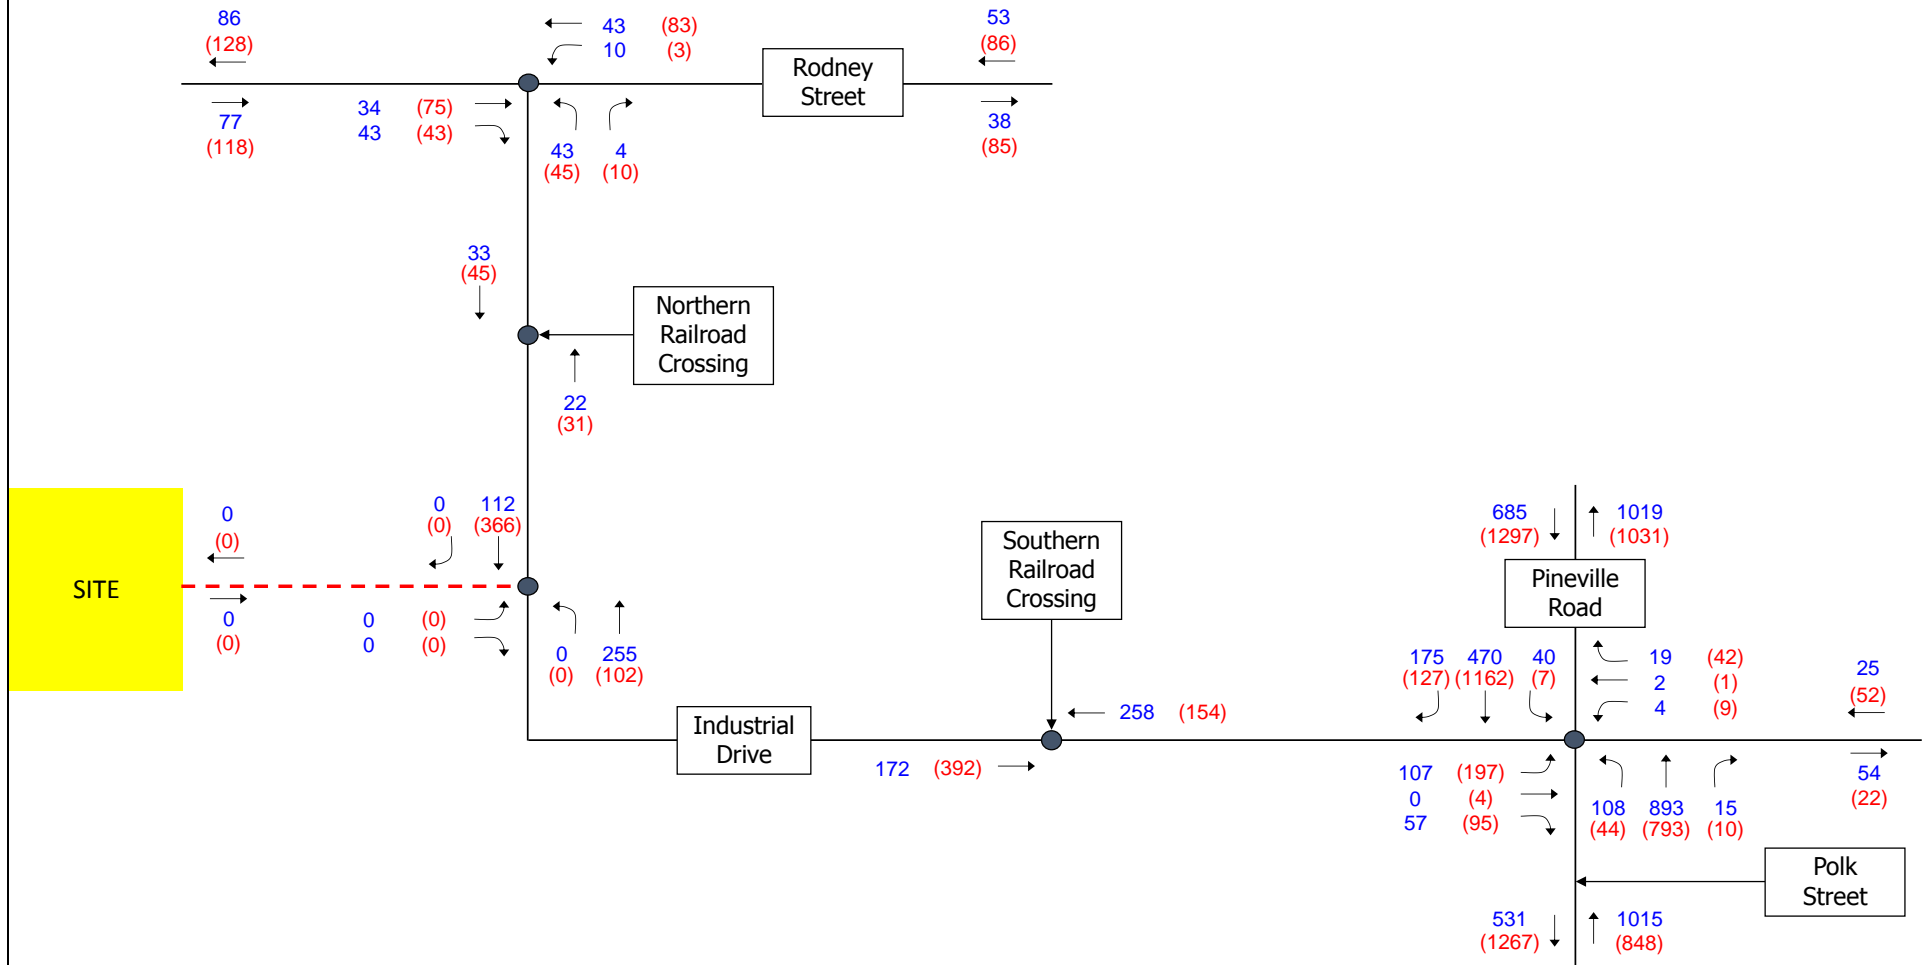 86
(128)
43 (83)
10 (3)
53
(86)
Rodney
Street
77
(118)
34 (75)
43 (43)
43 4
(45) (10)
38
(85)
33
(45)
Northern
Railroad
Crossing
22
(31)
SITE
0
(0)
0 112
(0) (366)
0
(0)
0 (0)
0 (0)
0 255
(0) (102)
Southern
Railroad
Crossing
685 1019
(1297) (1031)
Pineville
Road
175 470 40
(127) (1162) (7)
19 (42)
2 (1)
4 (9)
25
(52)
Industrial
Drive
258 (154)
172 (392)
107 (197)
0 (4)
57 (95)
108 893 15
(44) (793) (10)
54
(22)
Polk
Street
531 1015
(1267) (848)